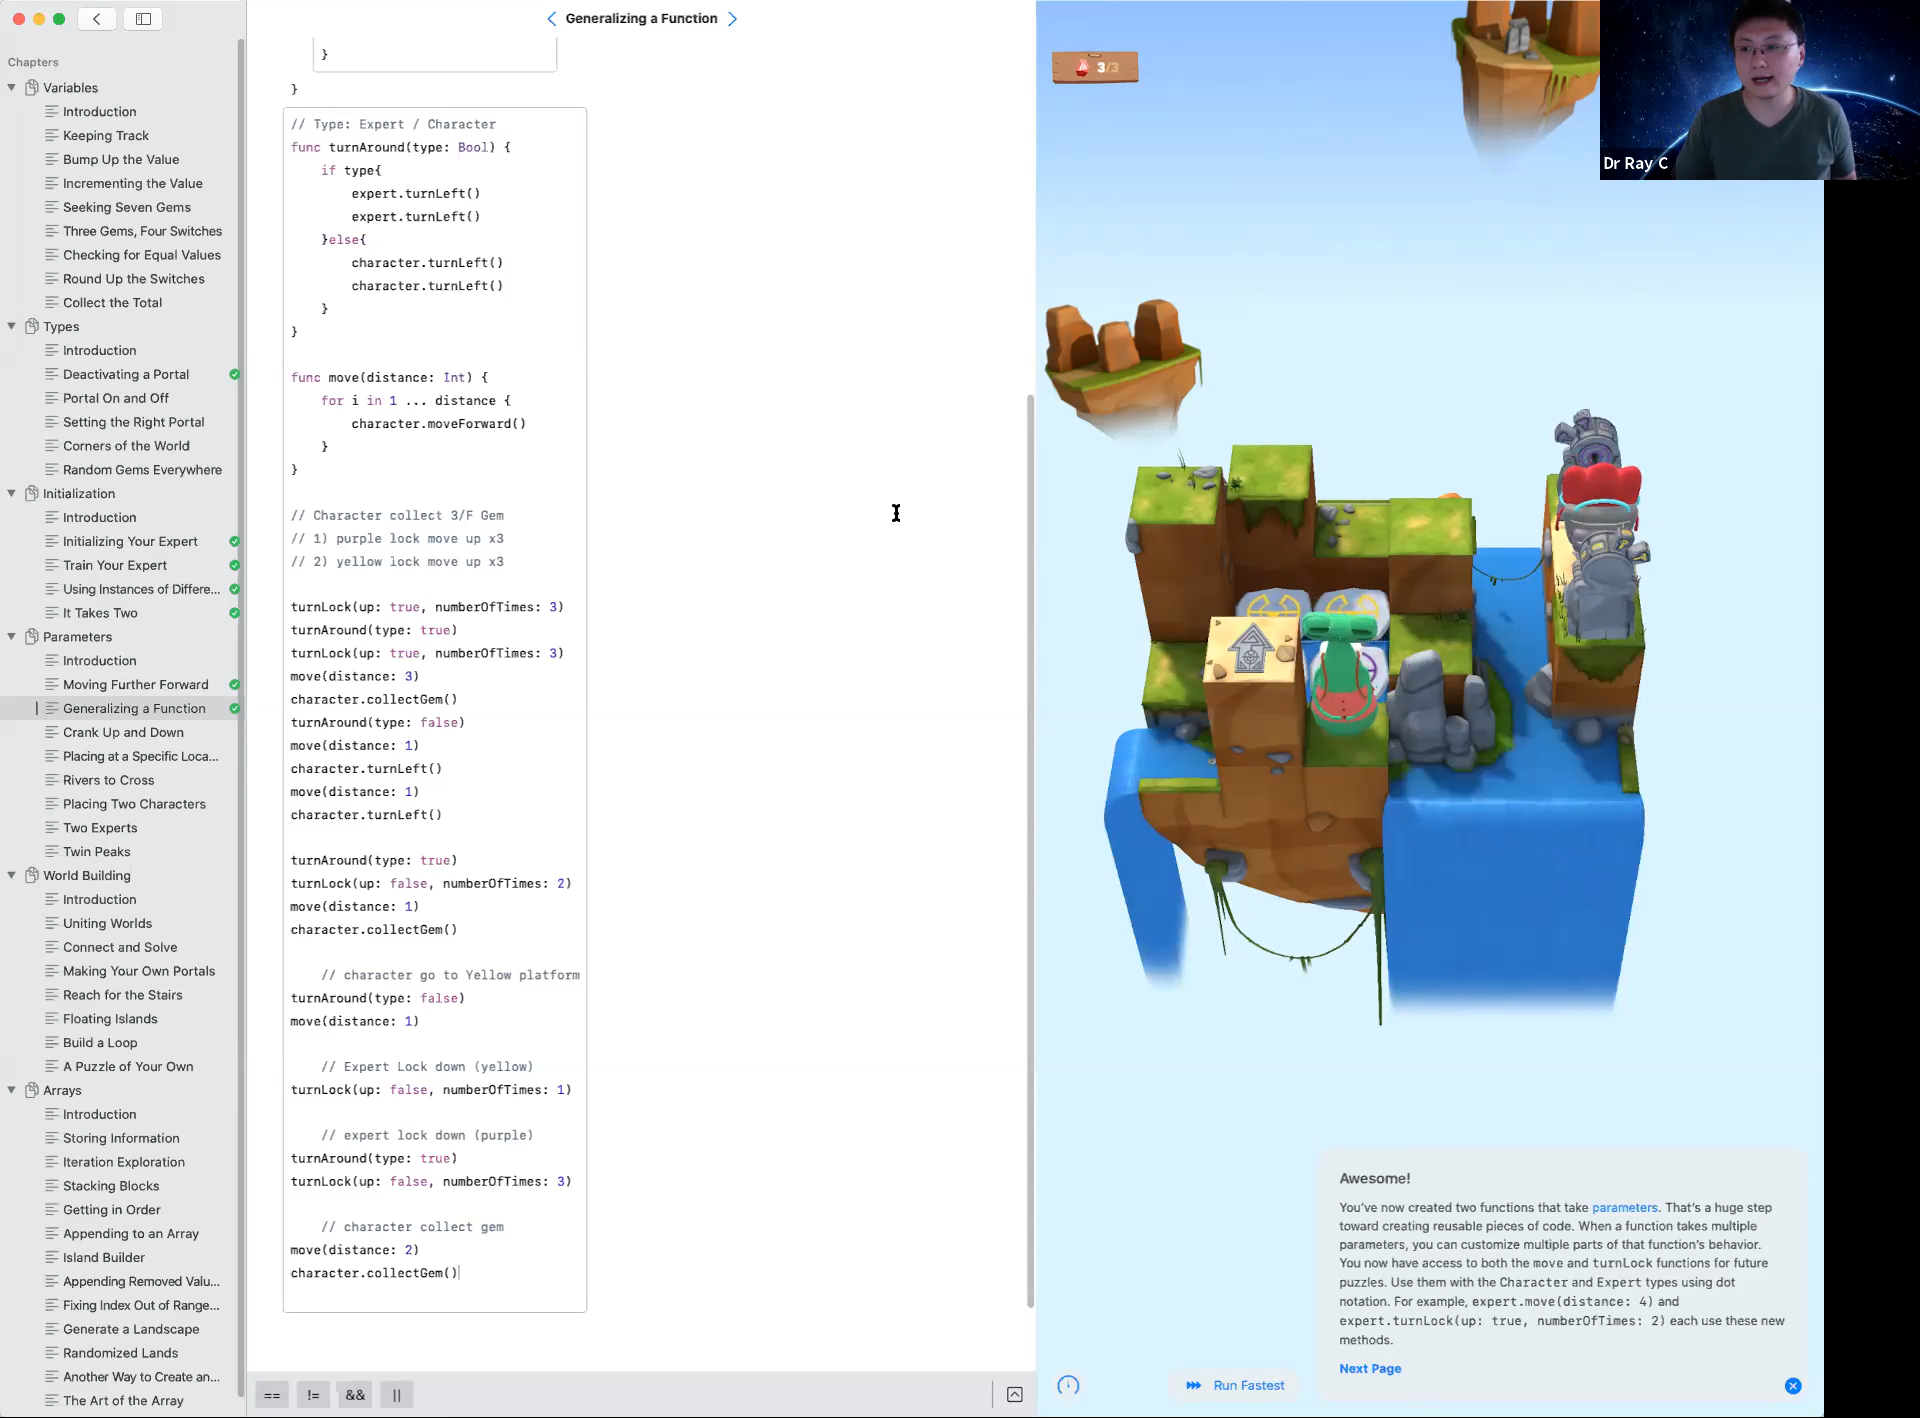 Generalizing a Function
Chapters
Variables
Introduction
Keeping Track
Bump Up the Value
Incrementing the Value
Seeking Seven Gems
Three Gems, Four Switches
Checking for Equal Values
Round Up the Switches
Collect the Total
Types
Introduction
Deactivating a Portal
Portal On and Off
Setting the Right Portal
Corners of the World
Random Gems Everywhere
Initialization
Introduction
Initializing Your Expert
Train Your Expert
Using Instances of Differe...
It Takes Two
Parameters
Introduction
Moving Further Forward
Generalizing a Function
Crank Up and Down
Placing at a Specific Loca...
Rivers to Cross
Placing Two Characters
Two Experts
Twin Peaks
World Building
Introduction
Uniting Worlds
Connect and Solve
Making Your Own Portals
Reach for the Stairs
Floating Islands
Build a Loop
A Puzzle of Your Own
Arrays
Introduction
Storing Information
Iteration Exploration
Stacking Blocks
Getting in Order
Appending to an Array
Island Builder
Appending Removed Valu...
Fixing Index Out of Range...
Generate a Landscape
Randomized Lands
Another Way to Create an...
The Art of the Array
}
}
// Type: Expert / Character
func turnAround(type: Bool) {
if type{
expert.turnLeft()
expert.turnLeft()
}else{
character.turnLeft()
character.turnLeft()
}
}
func move(distance: Int) {
for i in 1 ... distance {
character.moveForward()
}
}
// Character collect 3/F Gem
// 1) purple lock move up x3
// 2) yellow lock move up x3
turnLock(up: true, numberOfTimes: 3)
turnAround(type: true)
turnLock(up: true, numberOfTimes: 3)
move(distance: 3)
character.collectGem()
turnAround(type: false)
move(distance: 1)
character.turnLeft()
move(distance: 1)
character.turnLeft()
turnAround(type: true)
turnLock(up: false, numberOfTimes: 2)
move(distance: 1)
character.collectGem()
// character go to Yellow platform
turnAround(type: false)
move(distance: 1)
// Expert Lock down (yellow)
turnLock(up: false, numberOfTimes: 1)
// expert lock down (purple)
turnAround(type: true)
turnLock(up: false, numberOfTimes: 3)
// character collect gem
move(distance: 2)
character.collectGem()
== != && ||
3/3
Dr Ray C
Awesome!
You've now created two functions that take parameters. That's a huge step
toward creating reusable pieces of code. When a function takes multiple
parameters, you can customize multiple parts of that function's behavior.
You now have access to both the move and turnLock functions for future
puzzles. Use them with the Character and Expert types using dot
notation. For example, expert.move(distance: 4) and
expert.turnLock(up: true, numberOfTimes: 2) each use these new
methods.
Next Page
Run Fastest